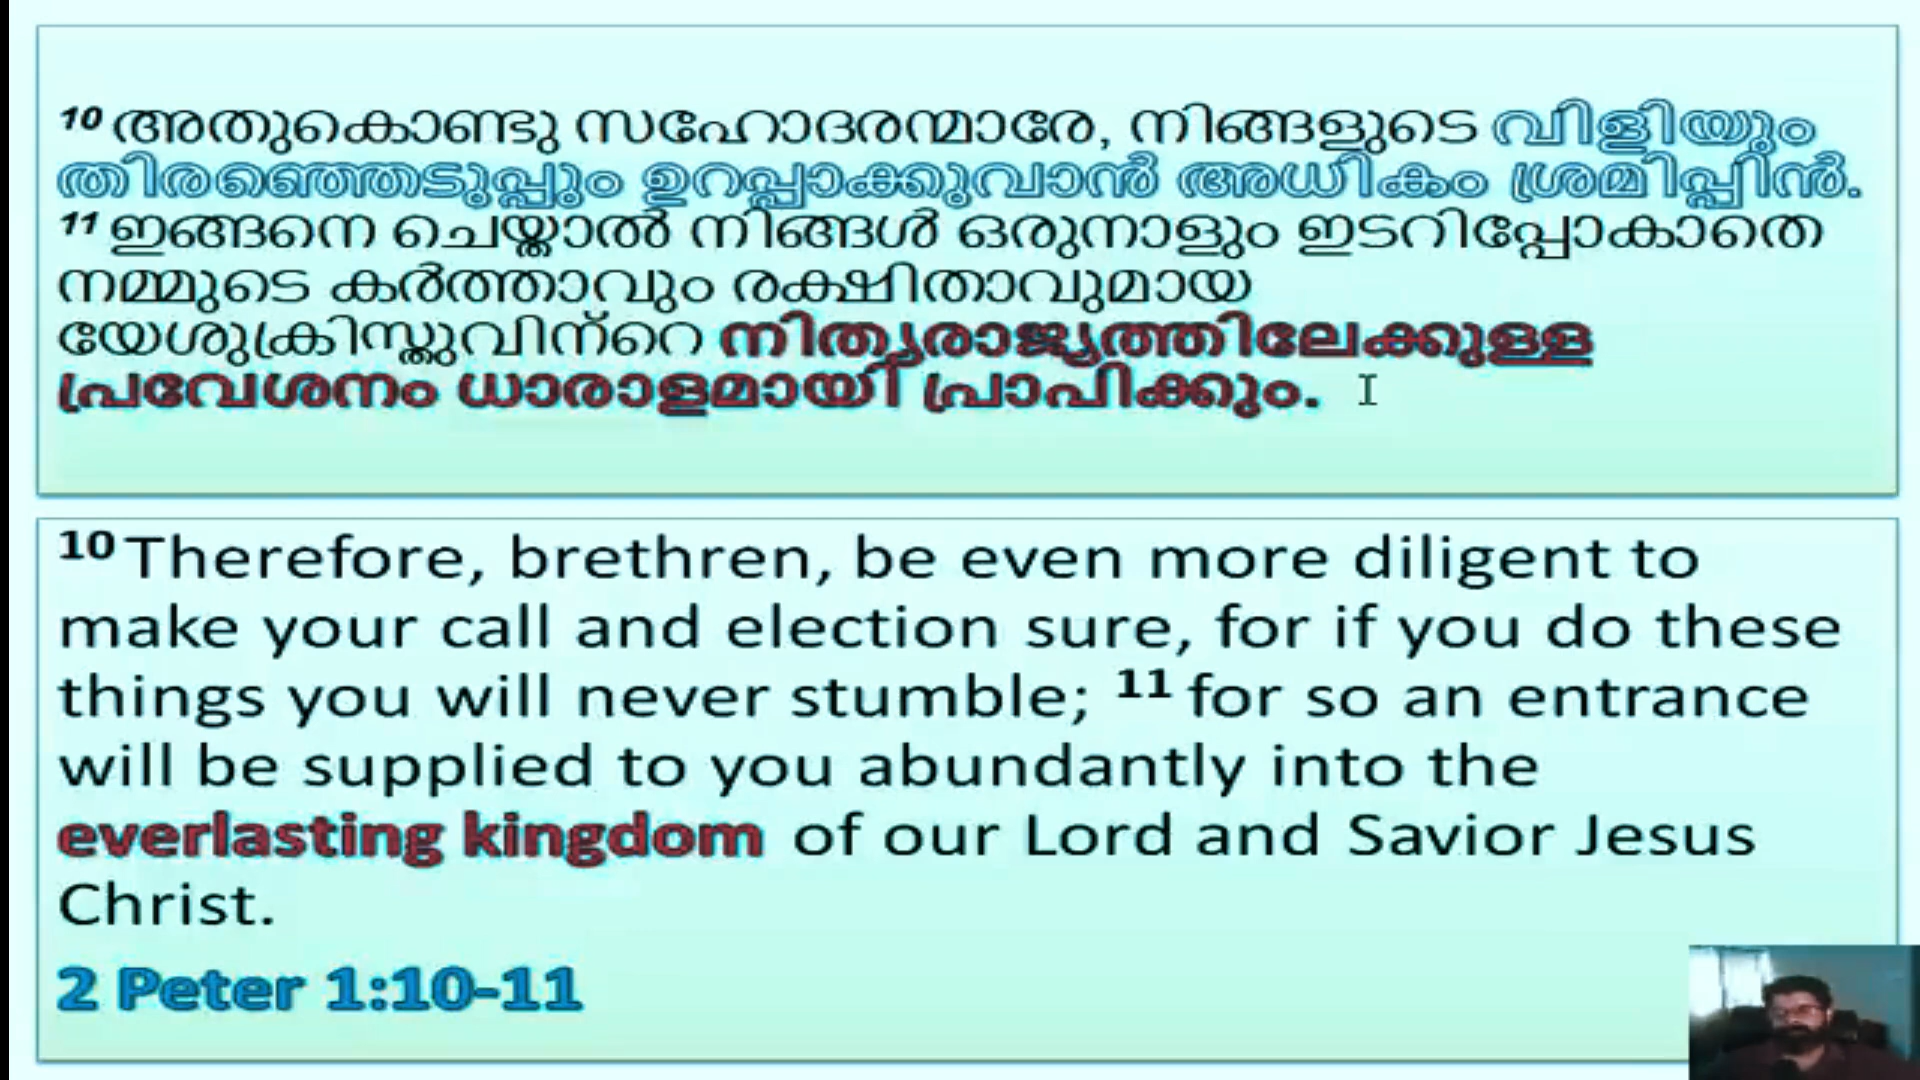 10 അതുകൊണ്ടു സഹോദരന്മാരേ, നിങ്ങളുടെ വിളിയും
തിരഞ്ഞെടുപ്പും ഉറപ്പാക്കുവാൻ അധികം ശ്രമിപ്പിൻ.
11 ഇങ്ങനെ ചെയ്താൽ നിങ്ങൾ ഒരുനാളും ഇടറിപ്പോകാതെ
നമ്മുടെ കർത്താവും രക്ഷിതാവുമായ
യേശുക്രിസ്തുവിന്റെ നിത്യരാജ്യത്തിലേക്കുള്ള
പ്രവേശനം ധാരാളമായി പ്രാപിക്കും.
10 Therefore, brethren, be even more diligent to
make your call and election sure, for if you do these
things you will never stumble; 11 for so an entrance
will be supplied to you abundantly into the
everlasting kingdom of our Lord and Savior Jesus
Christ.
2 Peter 1:10-11